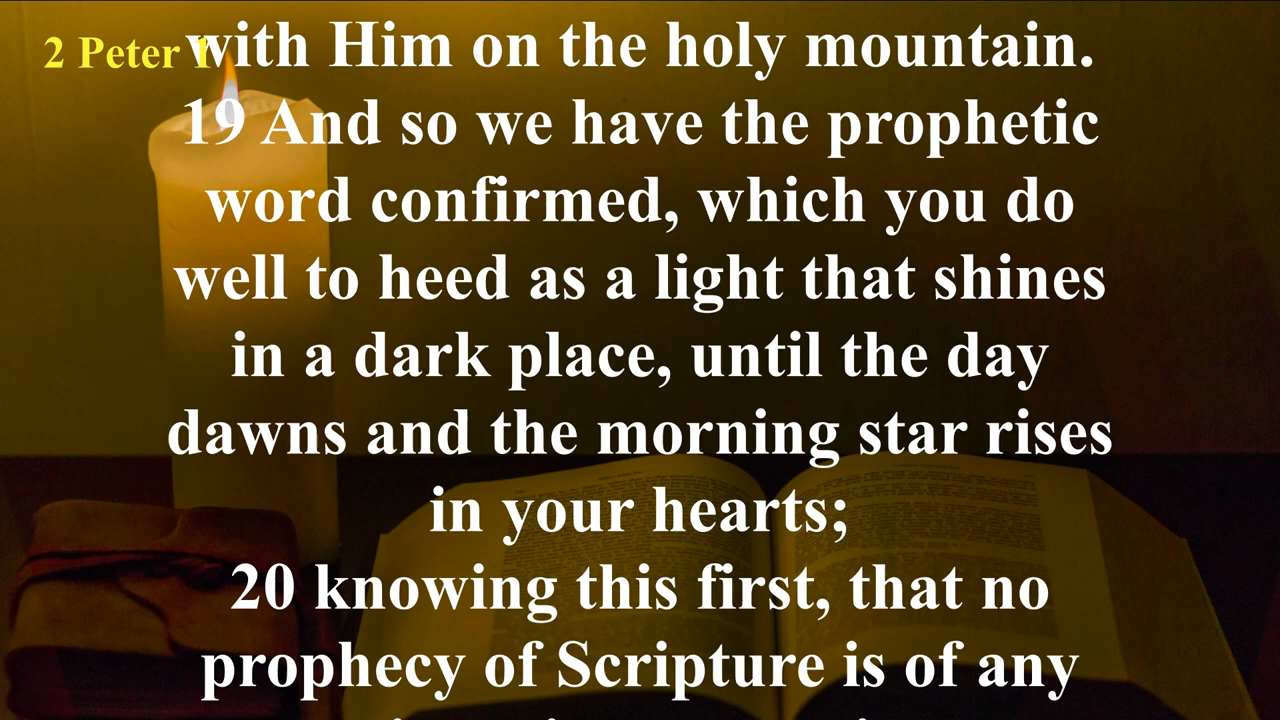 2 Peter 1
with Him on the holy mountain.
19 And so we have the prophetic
word confirmed, which you do
well to heed as a light that shines
in a dark place, until the day
dawns and the morning star rises
in your hearts;
20 knowing this first, that no
prophecy of Scripture is of any